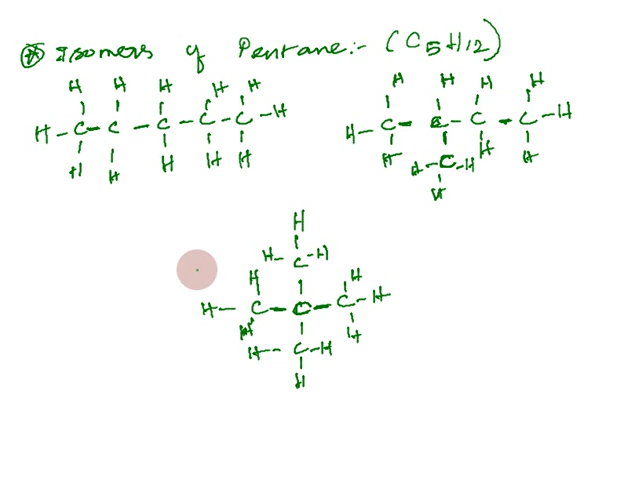 * Isomers of Pentane:- (C5H12)
H H H H H H H H H
H-C-C-C-C-C-H H-C-C-C-C-H
H H H H H H H H
H-C-H
H
H
H-C-H
H H
H-C-C-C-H
H H
H-C-H
H